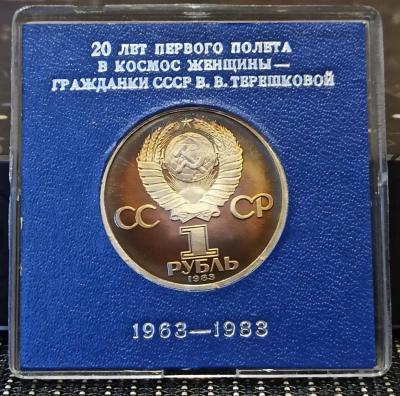 20 ЛЕТ ПЕРВОГО ПОЛЕТА
В КОСМОС ЖЕНЩИНЫ—
ГРАЖДАНКИ СССР В. В. ТЕРЕШКОВОЙ
СС СР
1
РУБЛЬ
1983
1963—1983